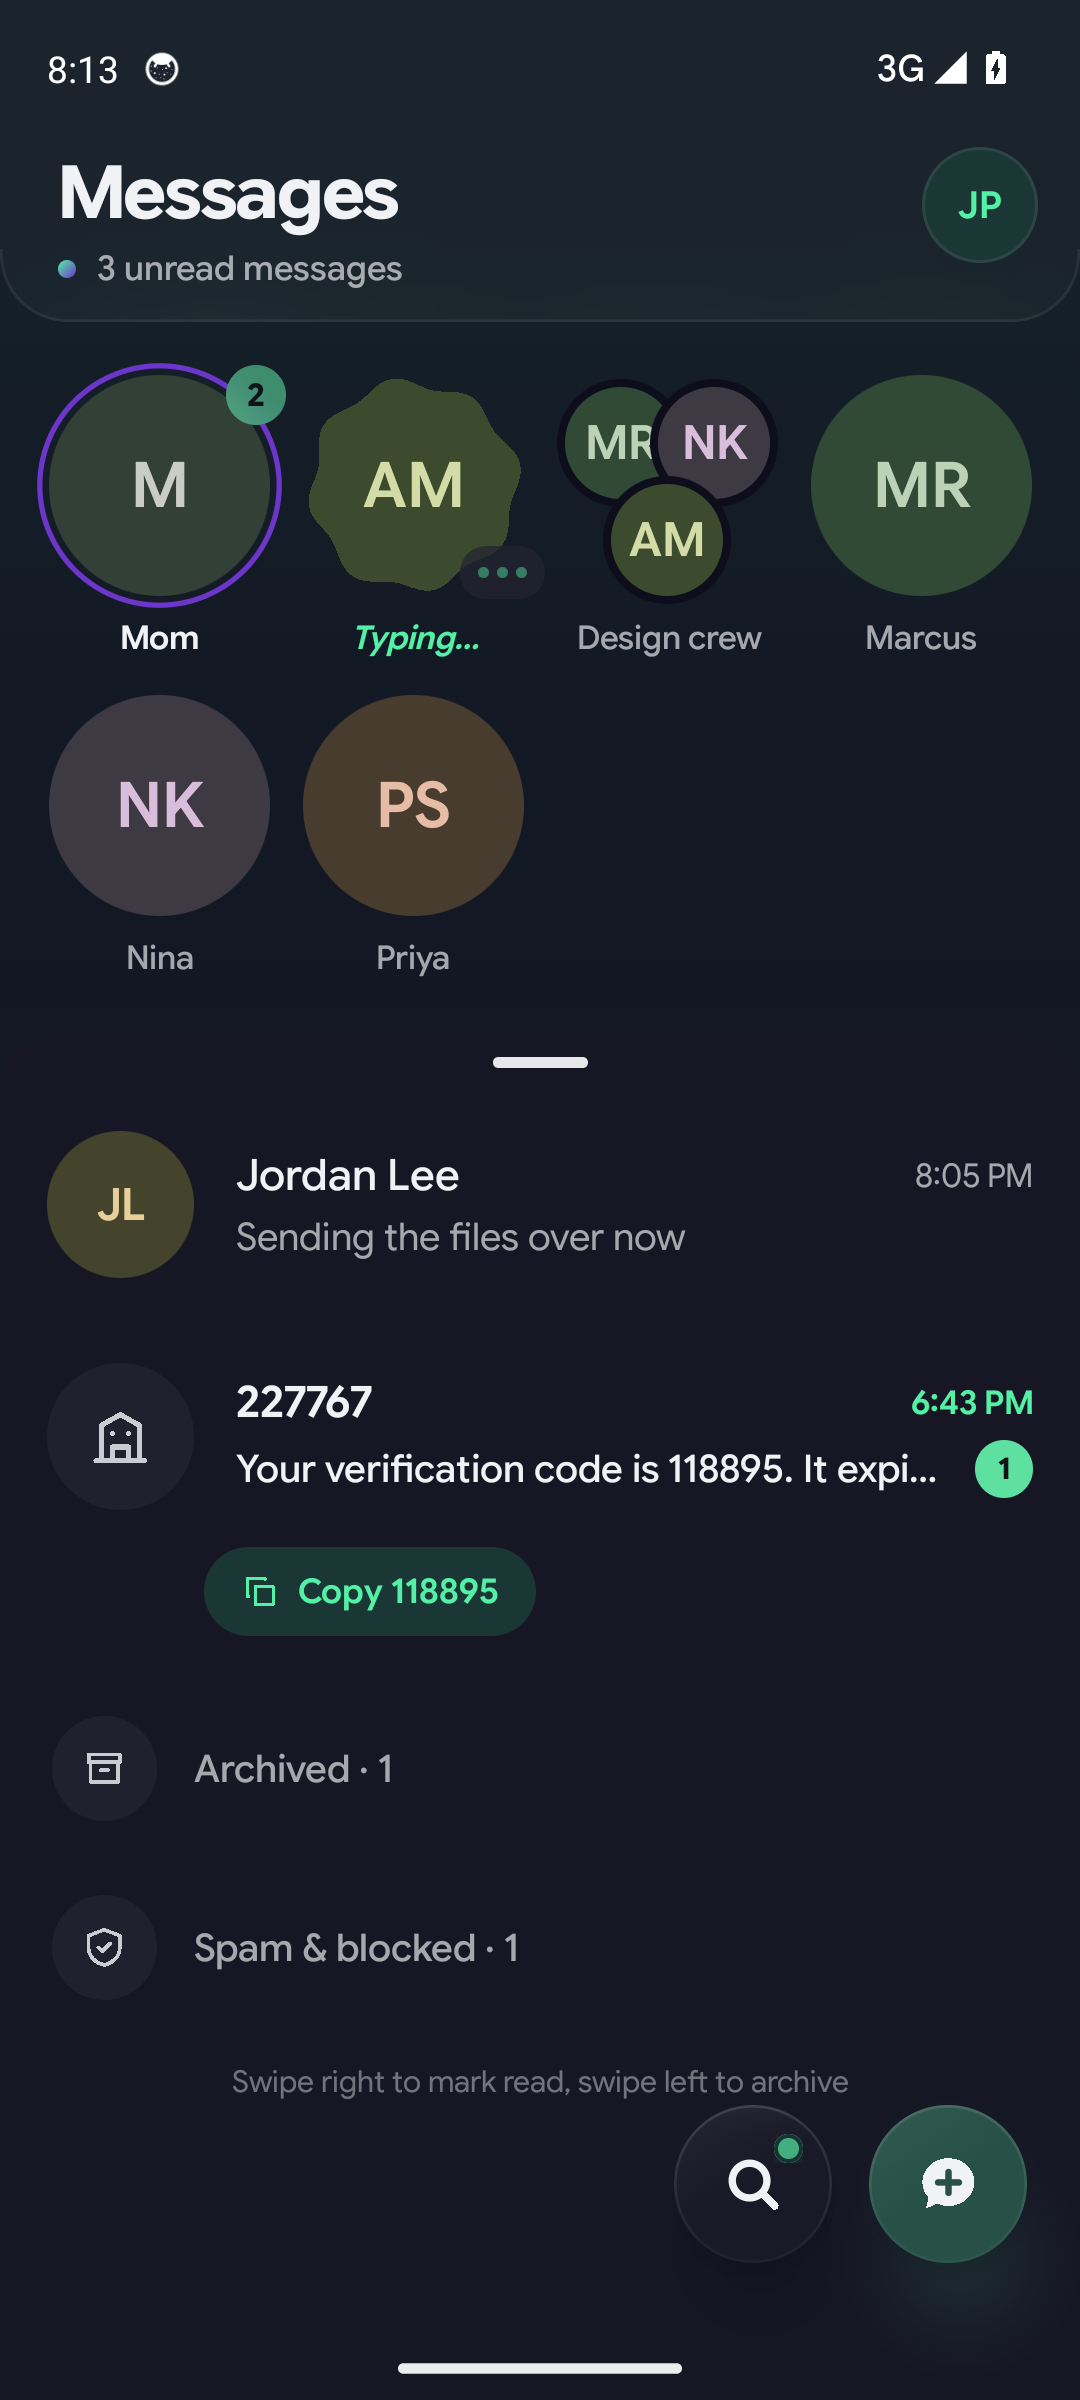 8:13
3G
Messages
JP
3 unread messages
M
2
AM
MR
NK
AM
MR
Mom
Typing...
Design crew
Marcus
NK
PS
Nina
Priya
JL
Jordan Lee
8:05 PM
Sending the files over now
227767
6:43 PM
Your verification code is 118895. It expi...
1
Copy 118895
Archived · 1
Spam & blocked · 1
Swipe right to mark read, swipe left to archive